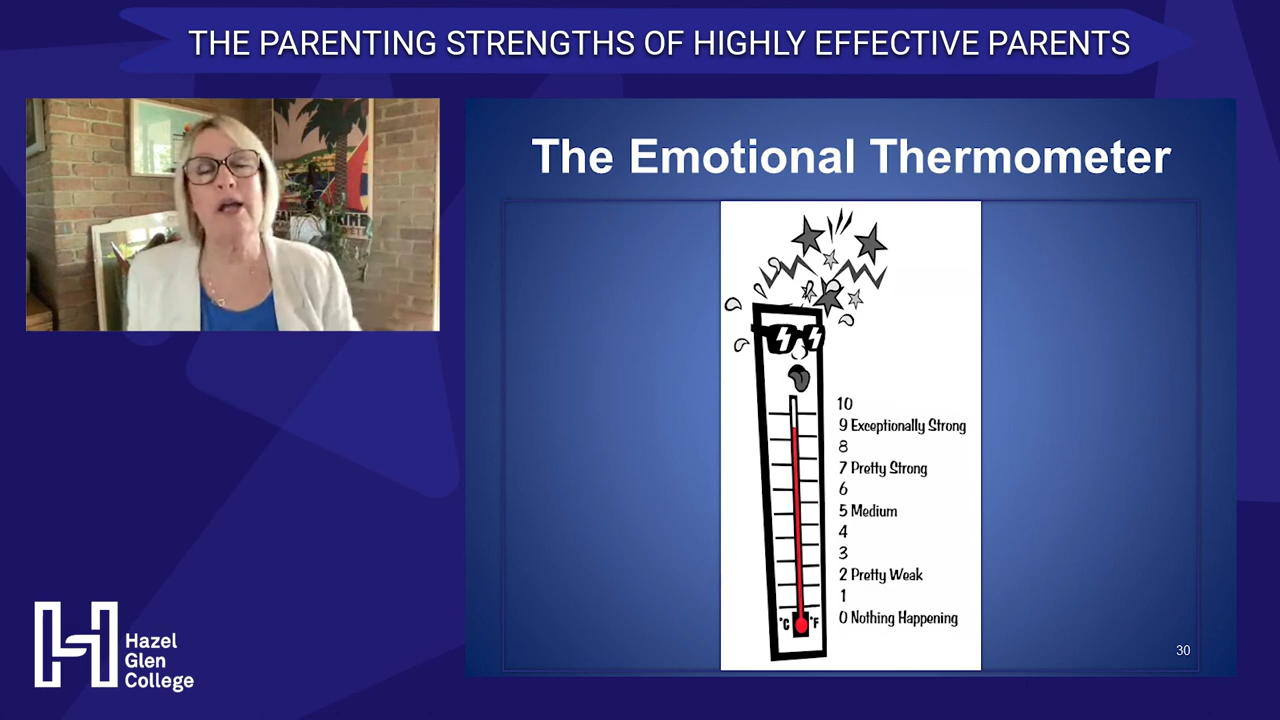 THE PARENTING STRENGTHS OF HIGHLY EFFECTIVE PARENTS
The Emotional Thermometer
10
9 Exceptionally Strong
8
7 Pretty Strong
6
5 Medium
4
3
2 Pretty Weak
1
0 Nothing Happening
°C °F
30
Hazel
Glen
College